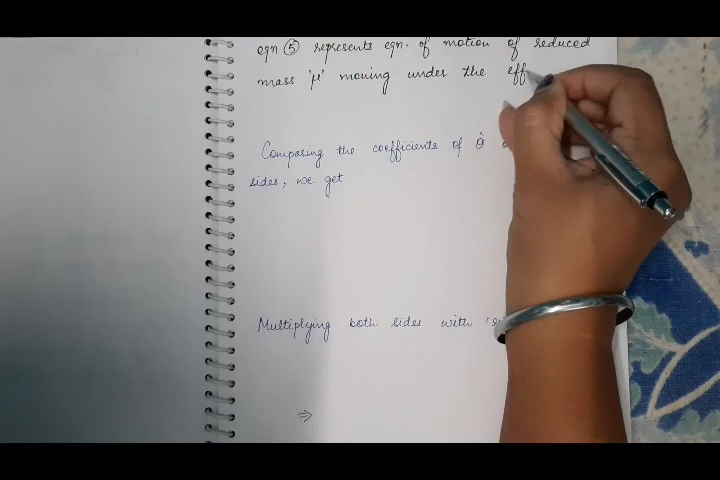 eqn ⑤ represents eqn. of motion of reduced
mass 'μ' moving under the eff
Comparing the coefficients of θ̂
sides, we get
Multiplying both sides with
⇒